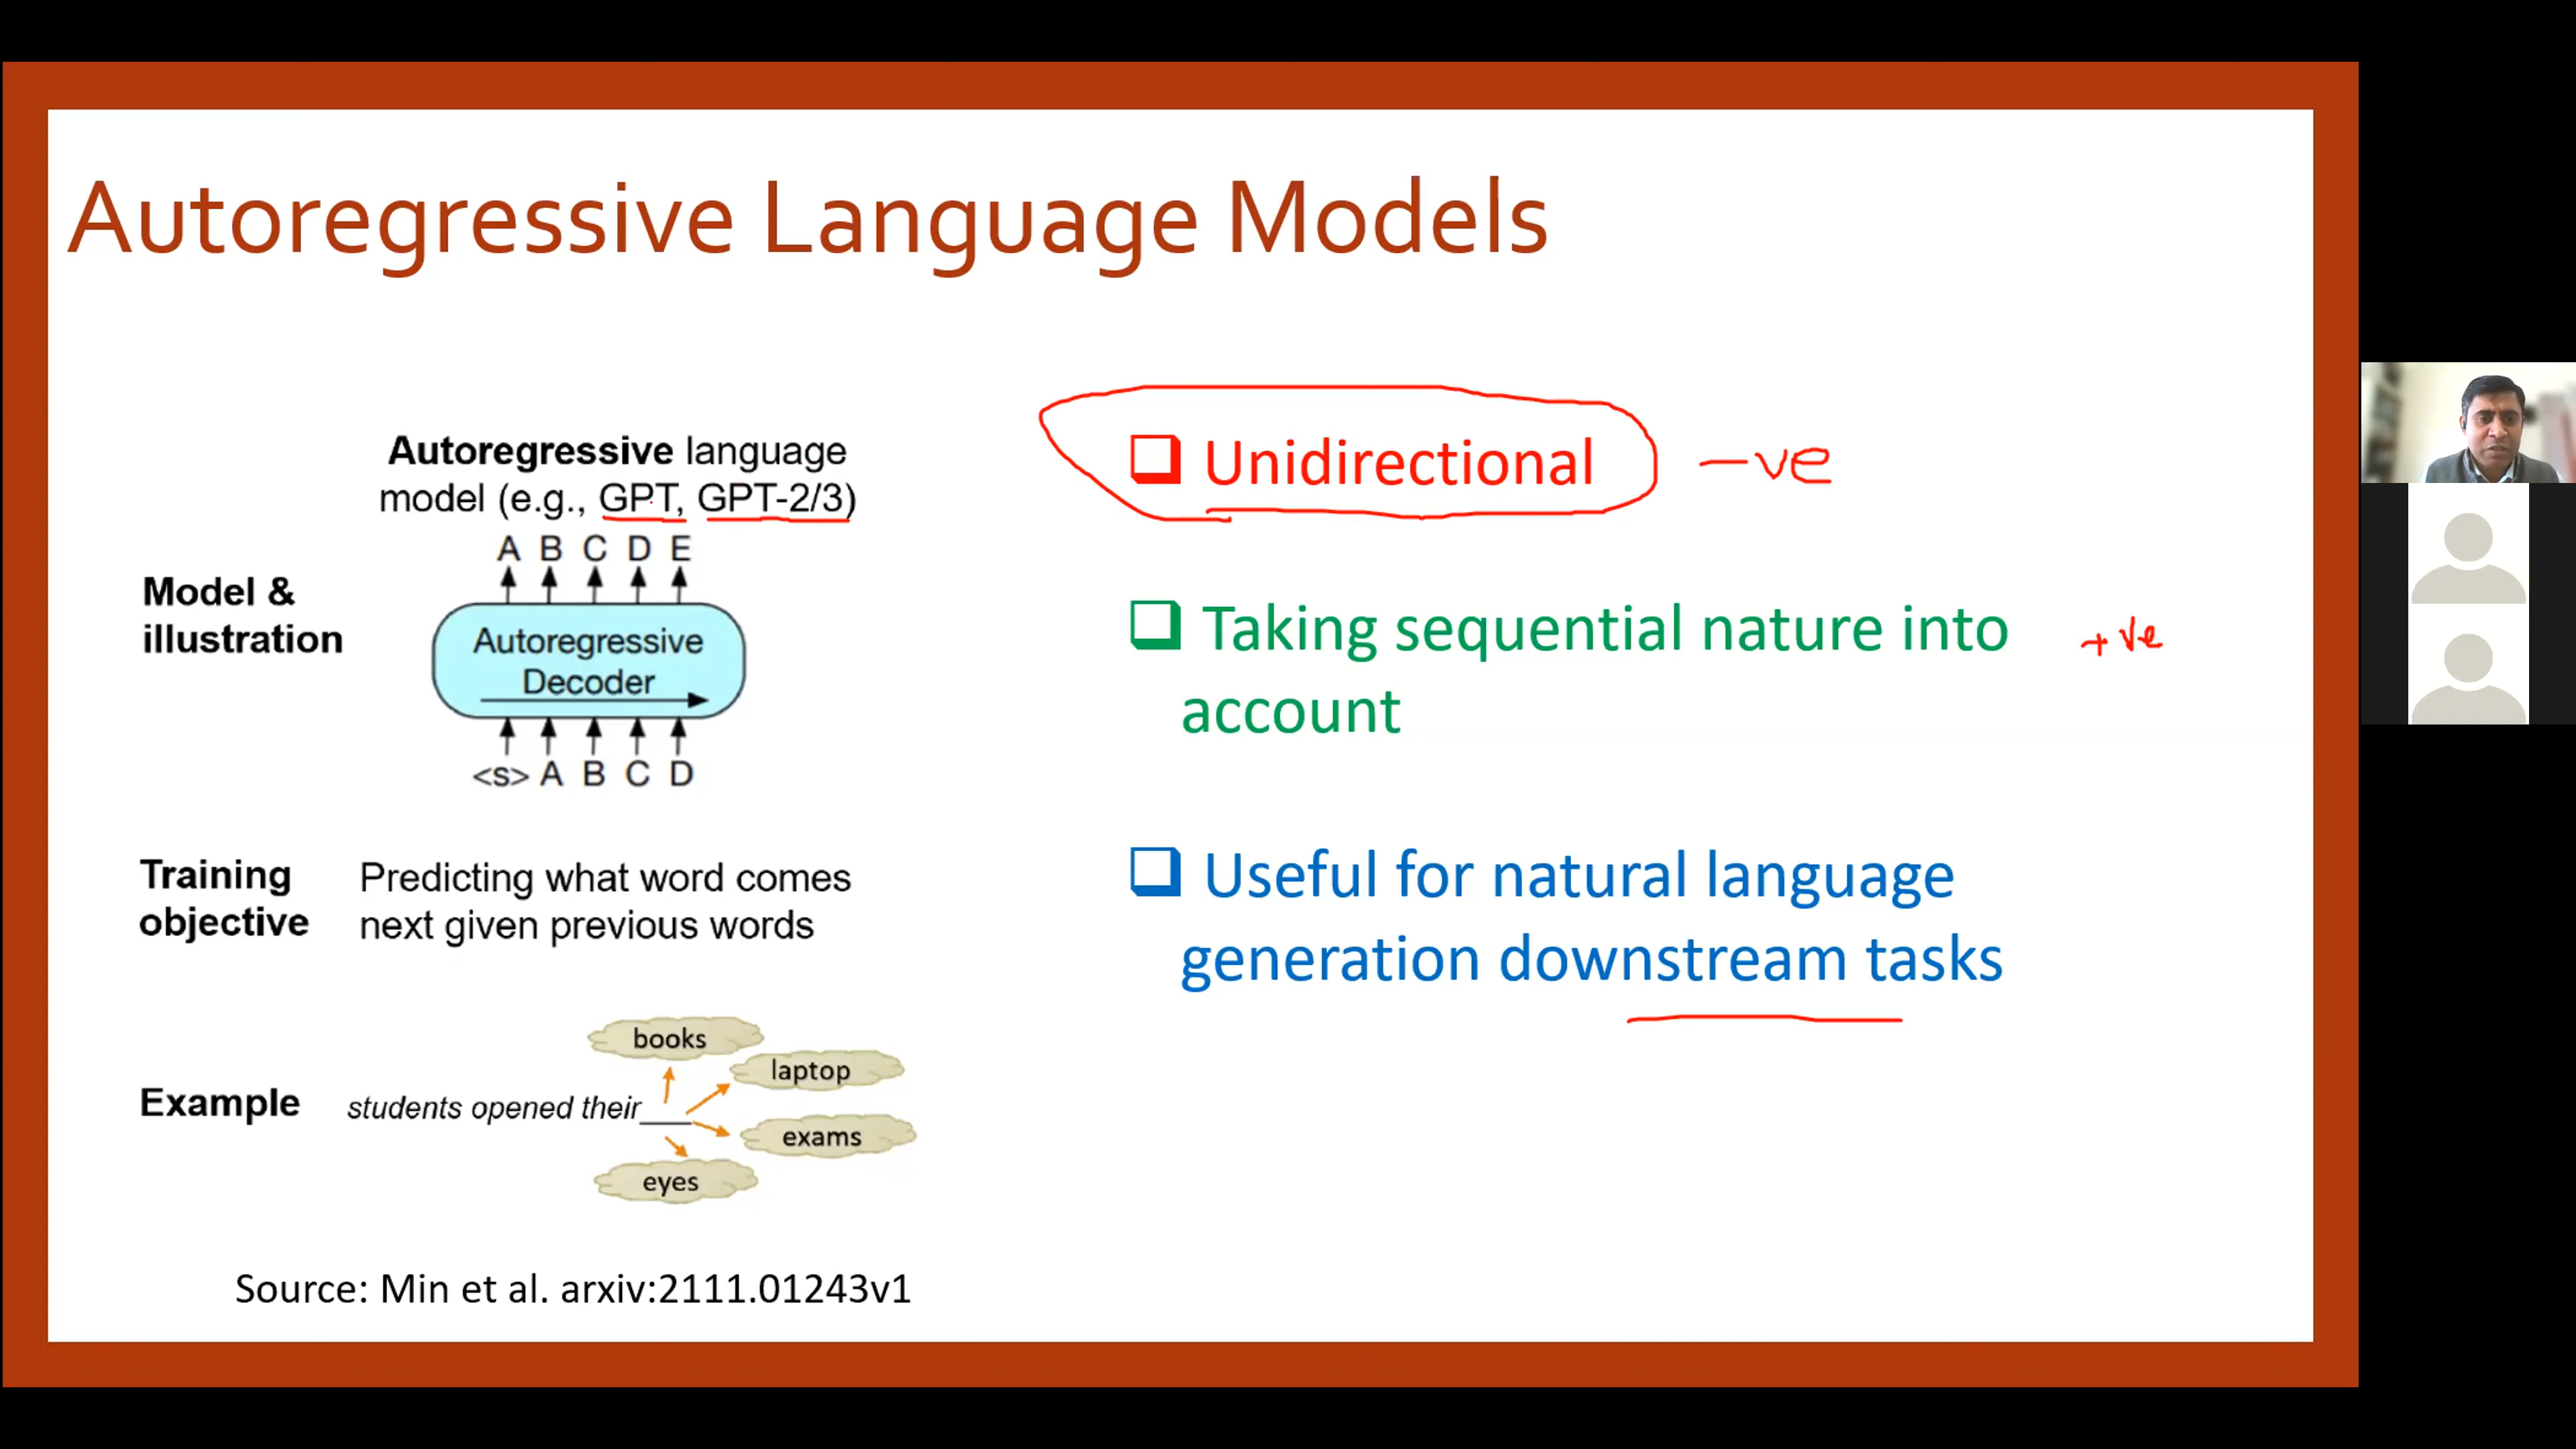 Autoregressive Language Models
Autoregressive language
model (e.g., GPT, GPT-2/3)
A B C D E
Model &
illustration
Autoregressive
Decoder
<s> A B C D
Training
objective
Predicting what word comes
next given previous words
Example
students opened their____
books
laptop
exams
eyes
Source: Min et al. arxiv:2111.01243v1
Unidirectional
-ve
Taking sequential nature into
account
+ve
Useful for natural language
generation downstream tasks